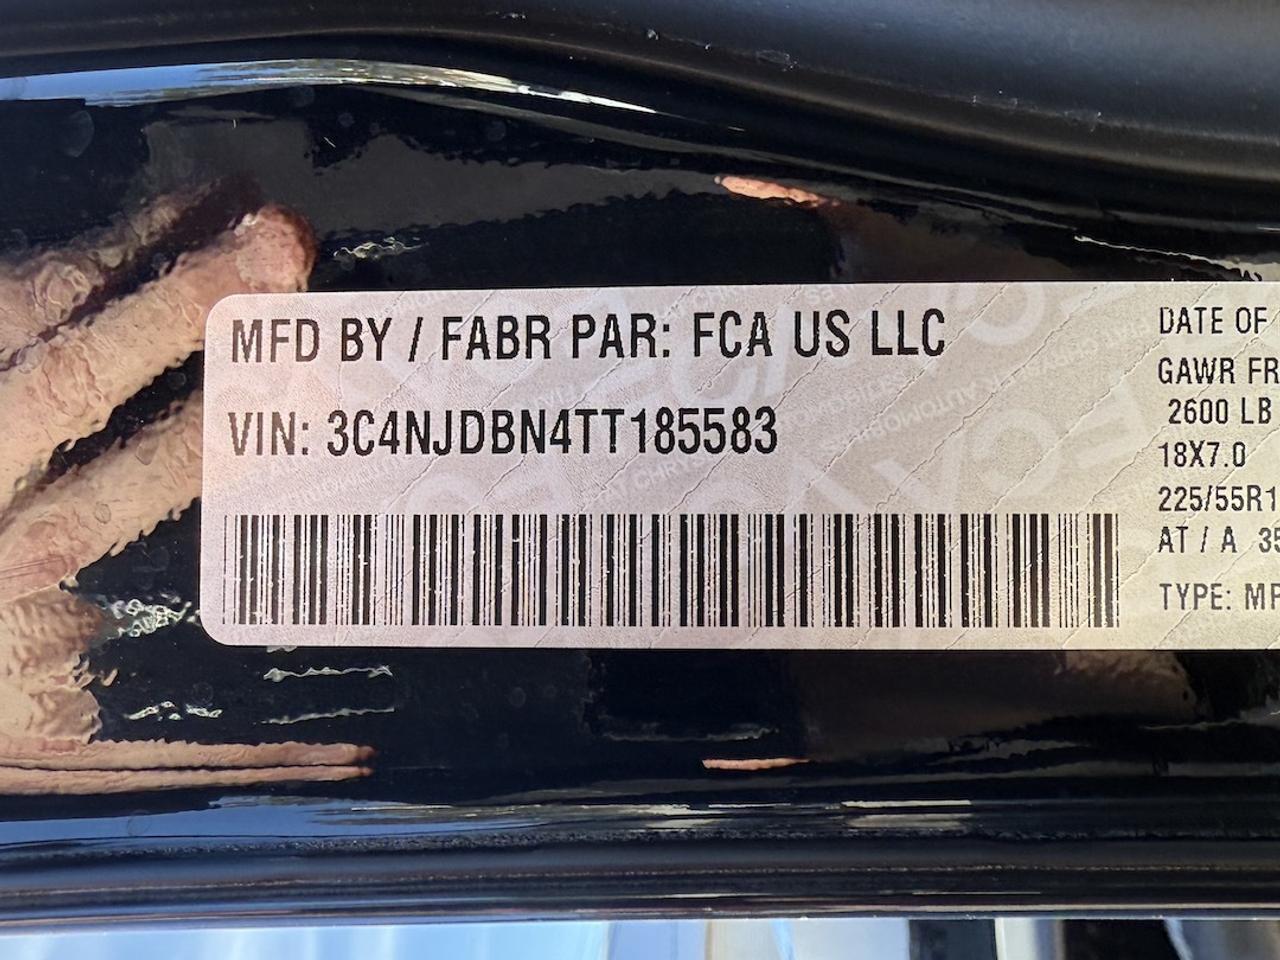 MFD BY / FABR PAR: FCA US LLC
VIN: 3C4NJDBN4TT185583
DATE OF
GAWR FR
2600 LB
18X7.0
225/55R1
AT / A 35
TYPE: MP